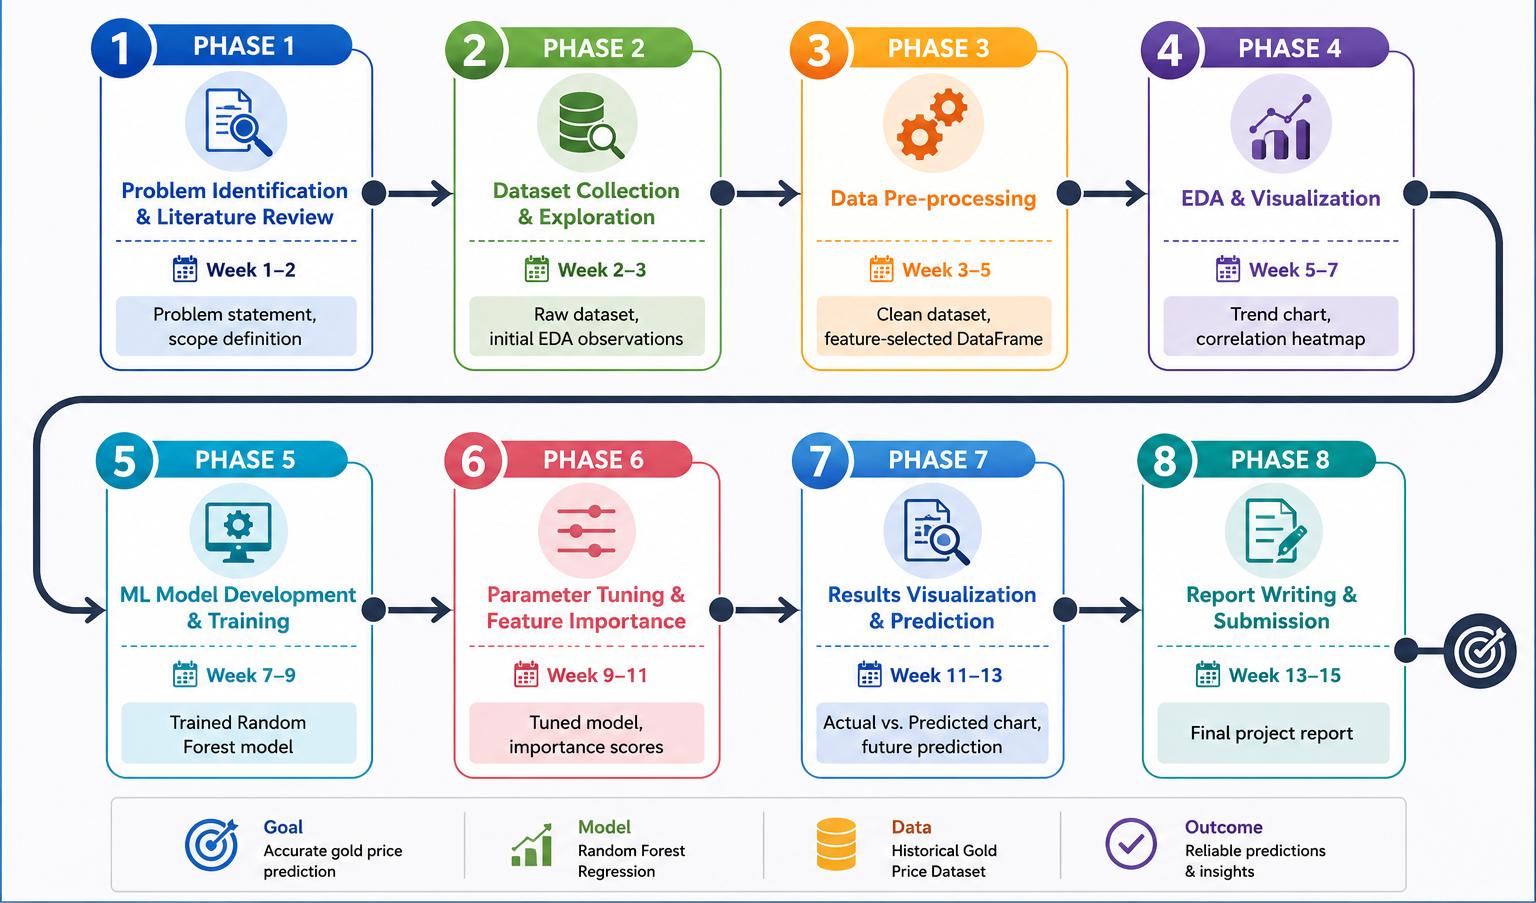 1
PHASE 1
Problem Identification
& Literature Review
Week 1–2
Problem statement,
scope definition
2
PHASE 2
Dataset Collection
& Exploration
Week 2–3
Raw dataset,
initial EDA observations
3
PHASE 3
Data Pre-processing
Week 3–5
Clean dataset,
feature-selected DataFrame
4
PHASE 4
EDA & Visualization
Week 5–7
Trend chart,
correlation heatmap
5
PHASE 5
ML Model Development
& Training
Week 7–9
Trained Random
Forest model
6
PHASE 6
Parameter Tuning &
Feature Importance
Week 9–11
Tuned model,
importance scores
7
PHASE 7
Results Visualization
& Prediction
Week 11–13
Actual vs. Predicted chart,
future prediction
8
PHASE 8
Report Writing &
Submission
Week 13–15
Final project report
Goal
Accurate gold price
prediction
Model
Random Forest
Regression
Data
Historical Gold
Price Dataset
Outcome
Reliable predictions
& insights